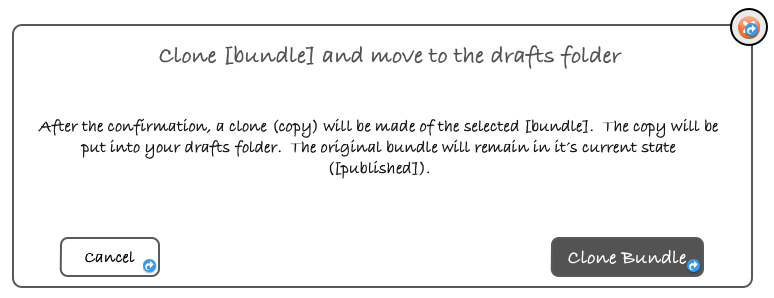 Clone [bundle] and move to the drafts folder
After the confirmation, a clone (copy) will be made of the selected [bundle].  The copy will be
put into your drafts folder.  The original bundle will remain in it's current state
([published]).
Cancel
Clone Bundle